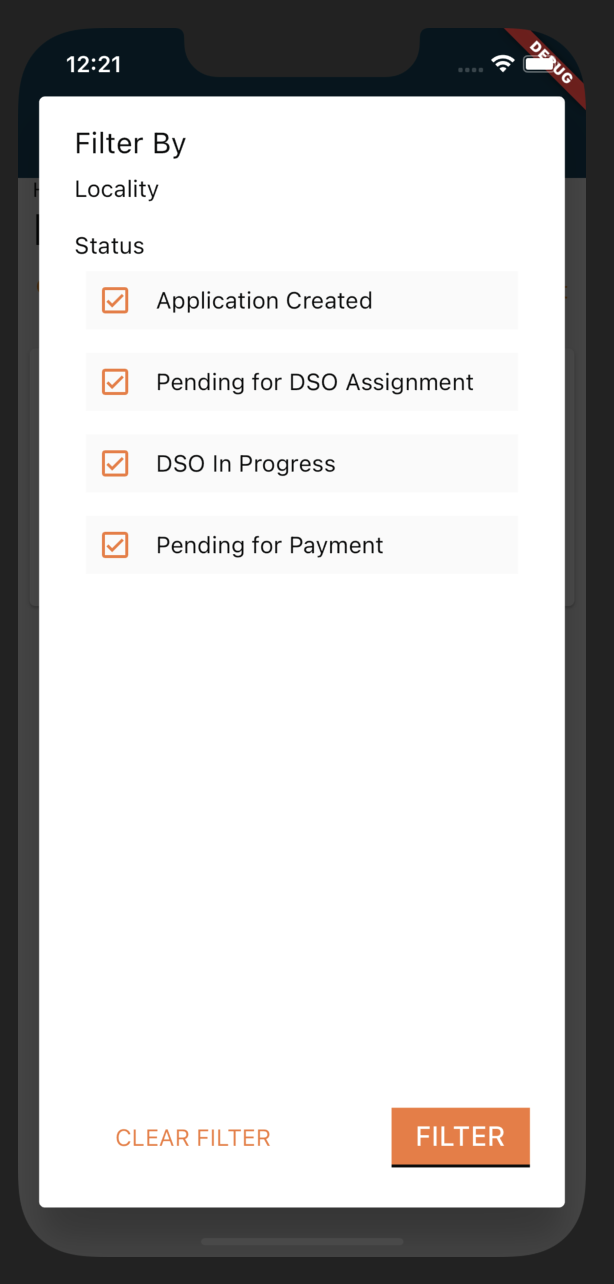 12:21
DEBUG
Filter By
Locality
Status
Application Created
Pending for DSO Assignment
DSO In Progress
Pending for Payment
CLEAR FILTER
FILTER